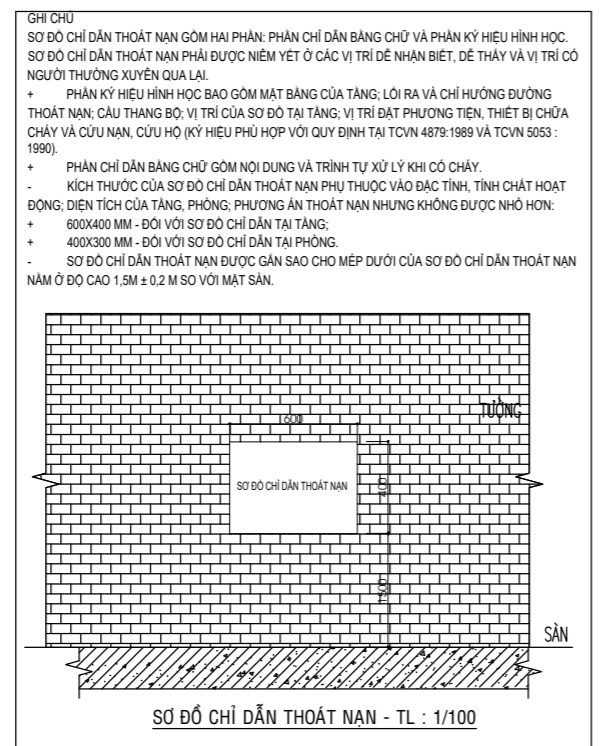 GHI CHÚ
SƠ ĐỒ CHỈ DẪN THOÁT NẠN GỒM HAI PHẦN: PHẦN CHỈ DẪN BẰNG CHỮ VÀ PHẦN KÝ HIỆU HÌNH HỌC.
SƠ ĐỒ CHỈ DẪN THOÁT NẠN PHẢI ĐƯỢC NIÊM YẾT Ở CÁC VỊ TRÍ DỄ NHẬN BIẾT, DỄ THẤY VÀ VỊ TRÍ CÓ
NGƯỜI THƯỜNG XUYÊN QUA LẠI.
+ PHẦN KÝ HIỆU HÌNH HỌC BAO GỒM MẶT BẰNG CỦA TẦNG; LỐI RA VÀ CHỈ HƯỚNG ĐƯỜNG
THOÁT NẠN; CẦU THANG BỘ; VỊ TRÍ CỦA SƠ ĐỒ TẠI TẦNG; VỊ TRÍ ĐẶT PHƯƠNG TIỆN, THIẾT BỊ CHỮA
CHÁY VÀ CỨU NẠN, CỨU HỘ (KÝ HIỆU PHÙ HỢP VỚI QUY ĐỊNH TẠI TCVN 4879:1989 VÀ TCVN 5053 :
1990).
+ PHẦN CHỈ DẪN BẰNG CHỮ GỒM NỘI DUNG VÀ TRÌNH TỰ XỬ LÝ KHI CÓ CHÁY.
- KÍCH THƯỚC CỦA SƠ ĐỒ CHỈ DẪN THOÁT NẠN PHỤ THUỘC VÀO ĐẶC TÍNH, TÍNH CHẤT HOẠT
ĐỘNG; DIỆN TÍCH CỦA TẦNG, PHÒNG; PHƯƠNG ÁN THOÁT NẠN NHƯNG KHÔNG ĐƯỢC NHỎ HƠN:
+ 600X400 MM - ĐỐI VỚI SƠ ĐỒ CHỈ DẪN TẠI TẦNG;
+ 400X300 MM - ĐỐI VỚI SƠ ĐỒ CHỈ DẪN TẠI PHÒNG.
- SƠ ĐỒ CHỈ DẪN THOÁT NẠN ĐƯỢC GẮN SAO CHO MÉP DƯỚI CỦA SƠ ĐỒ CHỈ DẪN THOÁT NẠN
NẰM Ở ĐỘ CAO 1,5M ± 0,2 M SO VỚI MẶT SÀN.
TƯỜNG
600
SƠ ĐỒ CHỈ DẪN THOÁT NẠN
400
1500
SÀN
SƠ ĐỒ CHỈ DẪN THOÁT NẠN - TL : 1/100